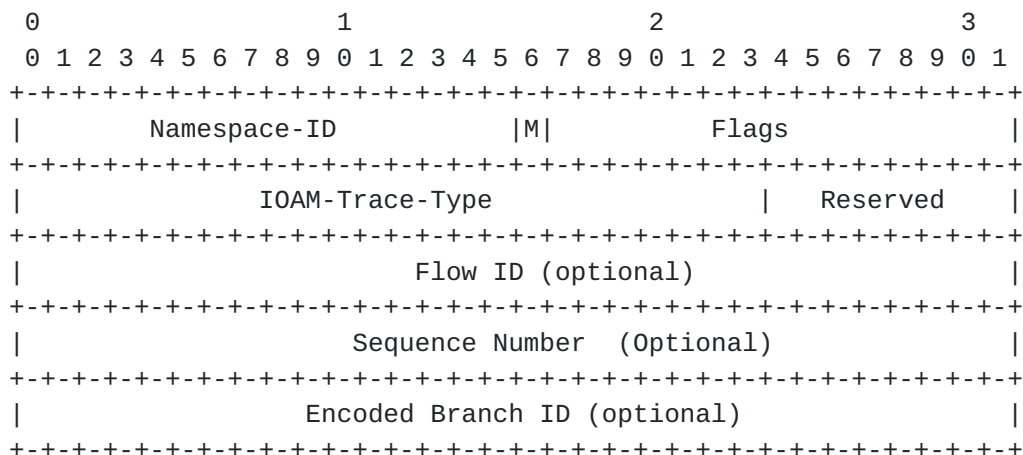 0                   1                   2                   3
 0 1 2 3 4 5 6 7 8 9 0 1 2 3 4 5 6 7 8 9 0 1 2 3 4 5 6 7 8 9 0 1
+-+-+-+-+-+-+-+-+-+-+-+-+-+-+-+-+-+-+-+-+-+-+-+-+-+-+-+-+-+-+-+-+
|        Namespace-ID           |M|          Flags              |
+-+-+-+-+-+-+-+-+-+-+-+-+-+-+-+-+-+-+-+-+-+-+-+-+-+-+-+-+-+-+-+-+
|               IOAM-Trace-Type                 |   Reserved    |
+-+-+-+-+-+-+-+-+-+-+-+-+-+-+-+-+-+-+-+-+-+-+-+-+-+-+-+-+-+-+-+-+
|                         Flow ID (optional)                    |
+-+-+-+-+-+-+-+-+-+-+-+-+-+-+-+-+-+-+-+-+-+-+-+-+-+-+-+-+-+-+-+-+
|                     Sequence Number  (Optional)               |
+-+-+-+-+-+-+-+-+-+-+-+-+-+-+-+-+-+-+-+-+-+-+-+-+-+-+-+-+-+-+-+-+
|                  Encoded Branch ID (optional)                 |
+-+-+-+-+-+-+-+-+-+-+-+-+-+-+-+-+-+-+-+-+-+-+-+-+-+-+-+-+-+-+-+-+